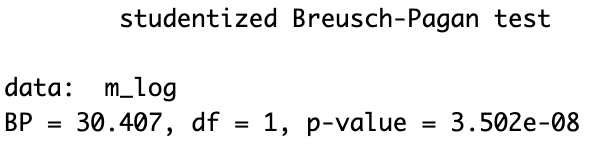 studentized Breusch-Pagan test
data:  m_log
BP = 30.407, df = 1, p-value = 3.502e-08